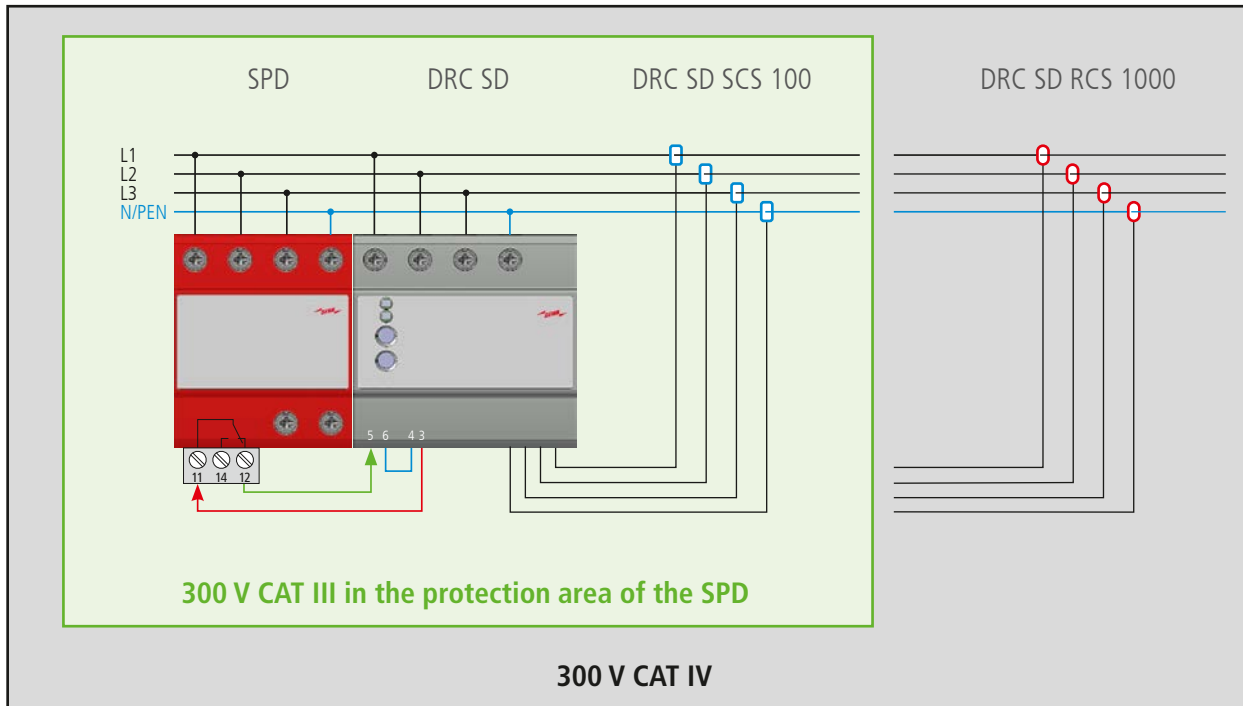 SPD DRC SD DRC SD SCS 100 DRC SD RCS 1000
L1
L2
L3
N/PEN
5 6 4 3
11 14 12
300 V CAT III in the protection area of the SPD
300 V CAT IV